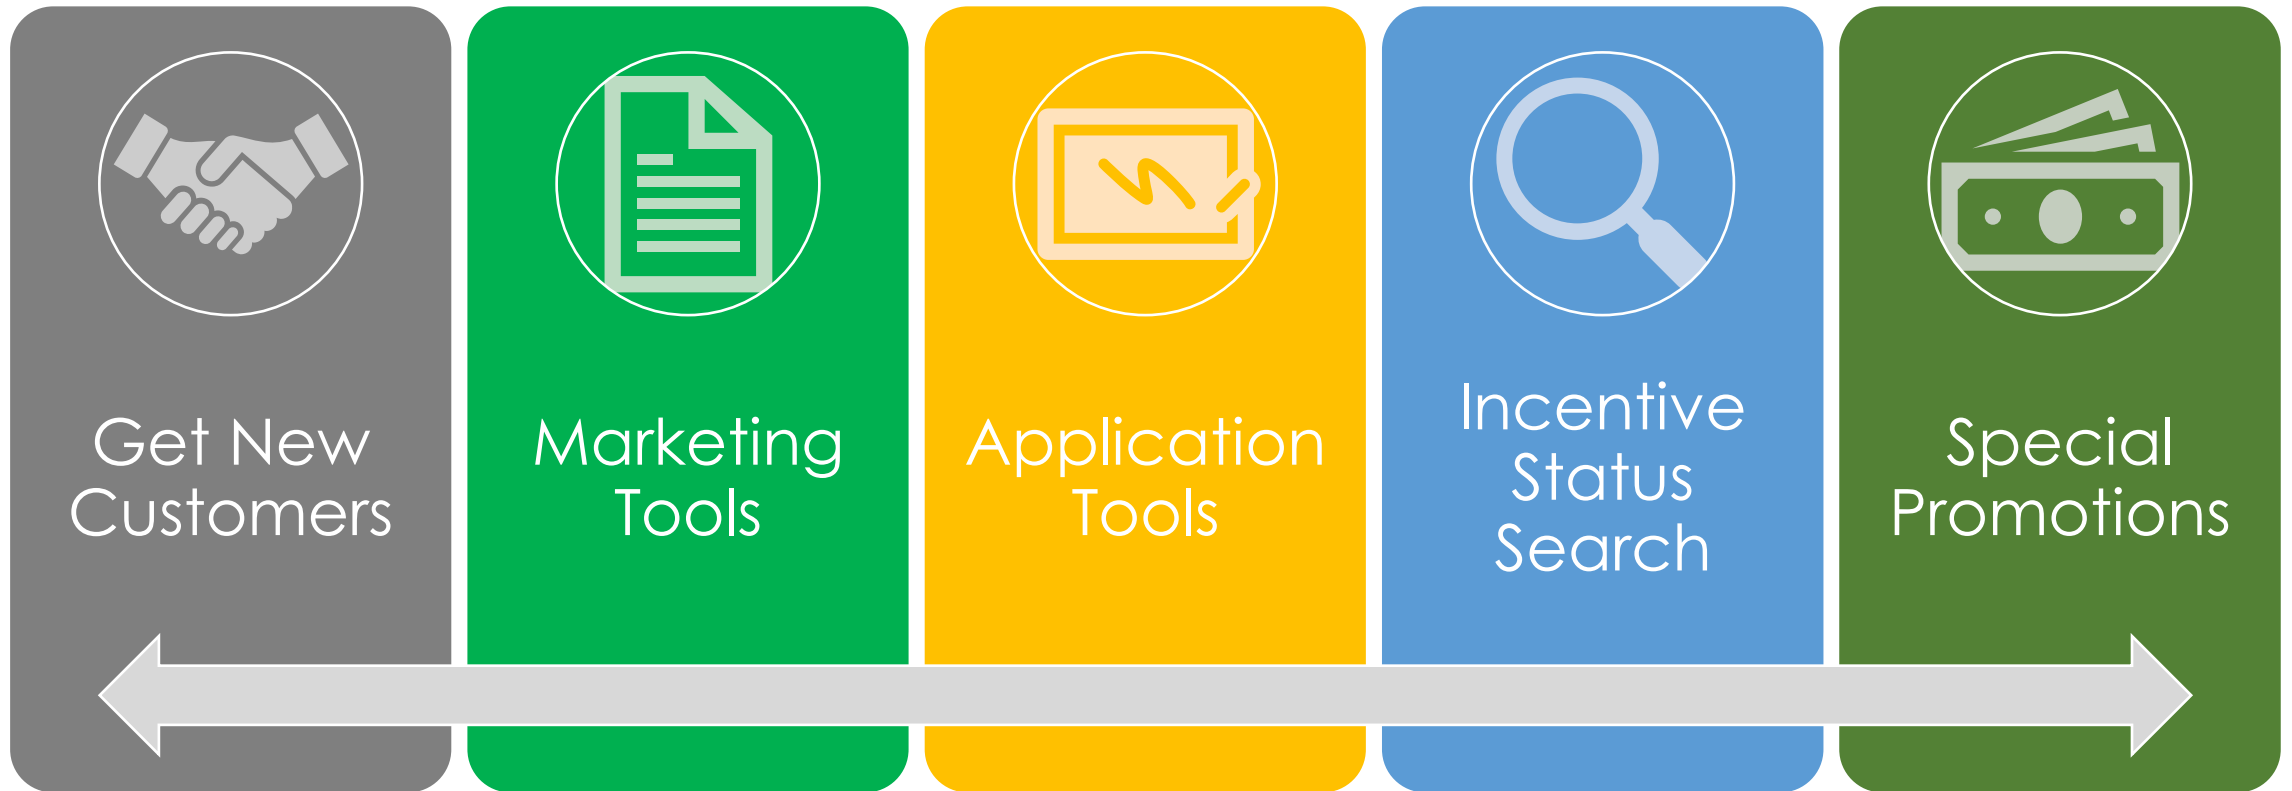 Get New
Customers
Marketing
Tools
Application
Tools
Incentive
Status
Search
Special
Promotions